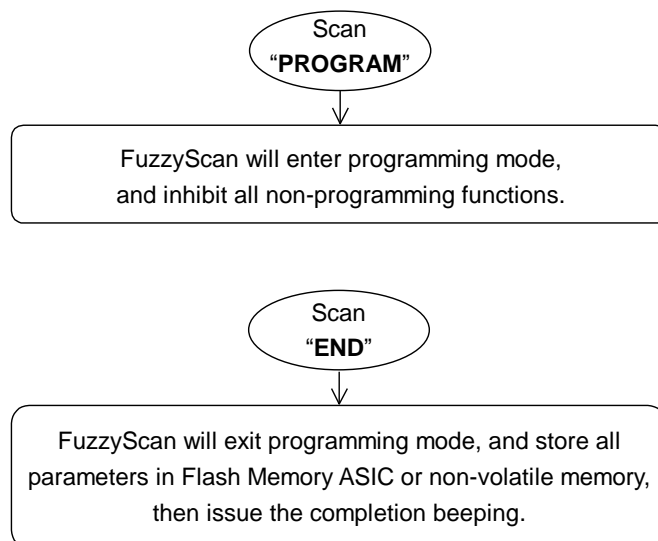 Scan
“PROGRAM”
FuzzyScan will enter programming mode,
and inhibit all non-programming functions.
Scan
“END”
FuzzyScan will exit programming mode, and store all
parameters in Flash Memory ASIC or non-volatile memory,
then issue the completion beeping.